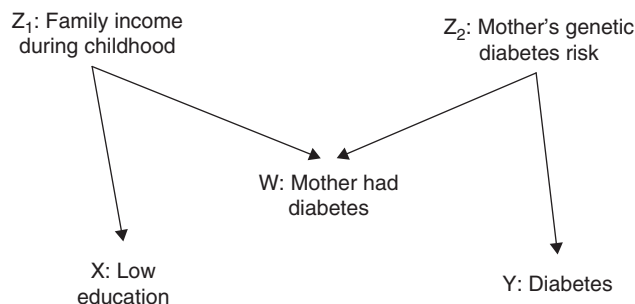 Z₁: Family income
during childhood
Z₂: Mother’s genetic
diabetes risk
W: Mother had
diabetes
X: Low
education
Y: Diabetes